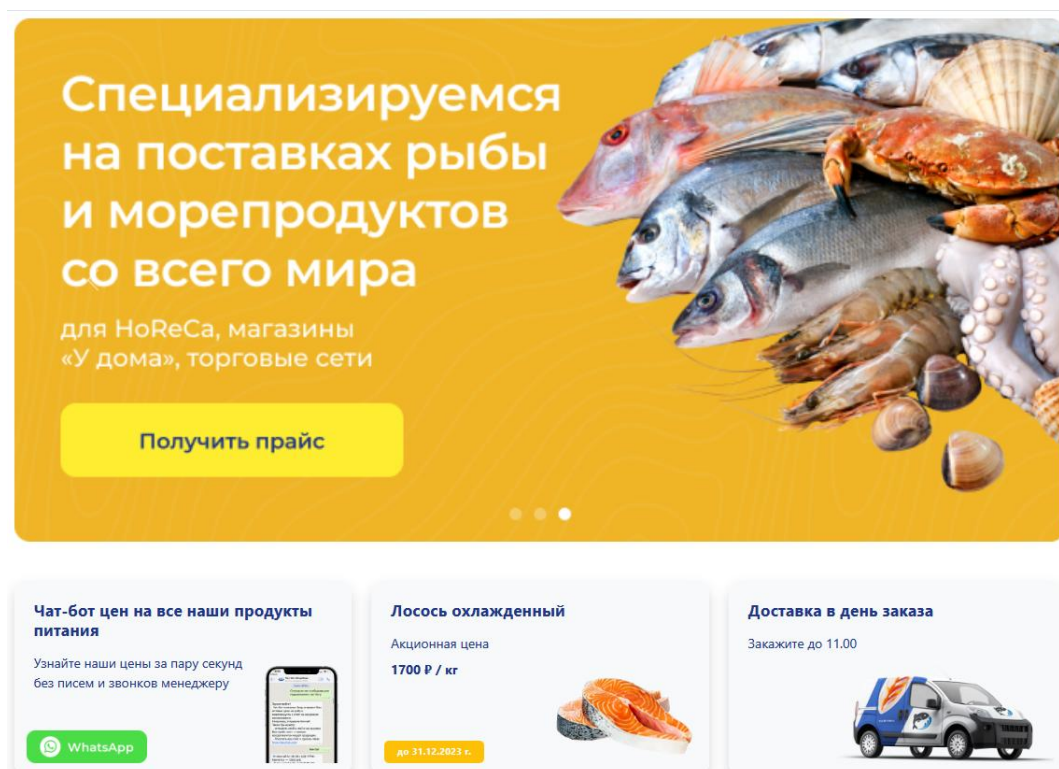 Специализируемся
на поставках рыбы
и морепродуктов
со всего мира
для HoReCa, магазины
«У дома», торговые сети
Получить прайс
Чат-бот цен на все наши продукты
питания
Узнайте наши цены за пару секунд
без писем и звонков менеджеру
WhatsApp
Лосось охлажденный
Акционная цена
1700 ₽ / кг
до 31.12.2023 г.
Доставка в день заказа
Закажите до 11.00